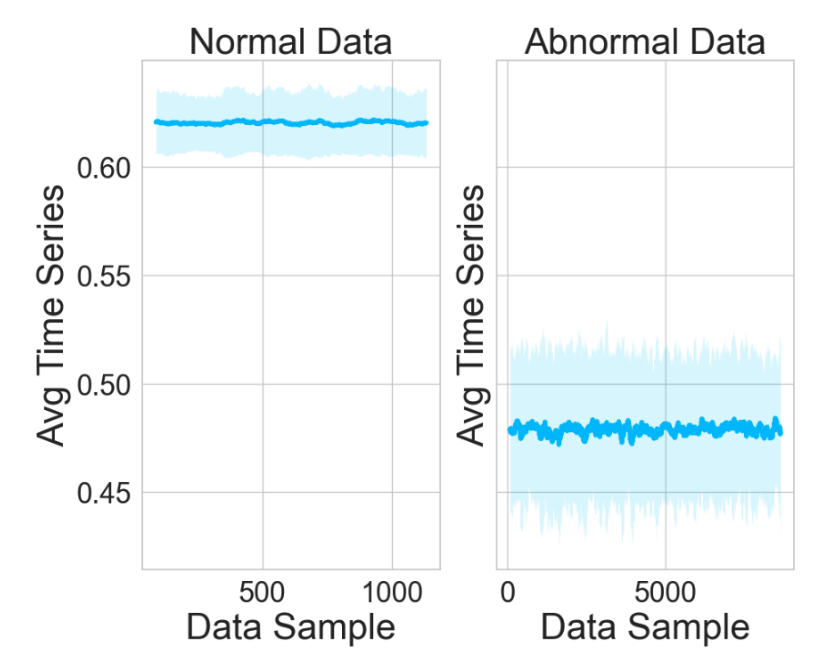 Normal Data
Abnormal Data
Avg Time Series
0.60
0.55
0.50
0.45
500
1000
Data Sample
Avg Time Series
0
5000
Data Sample